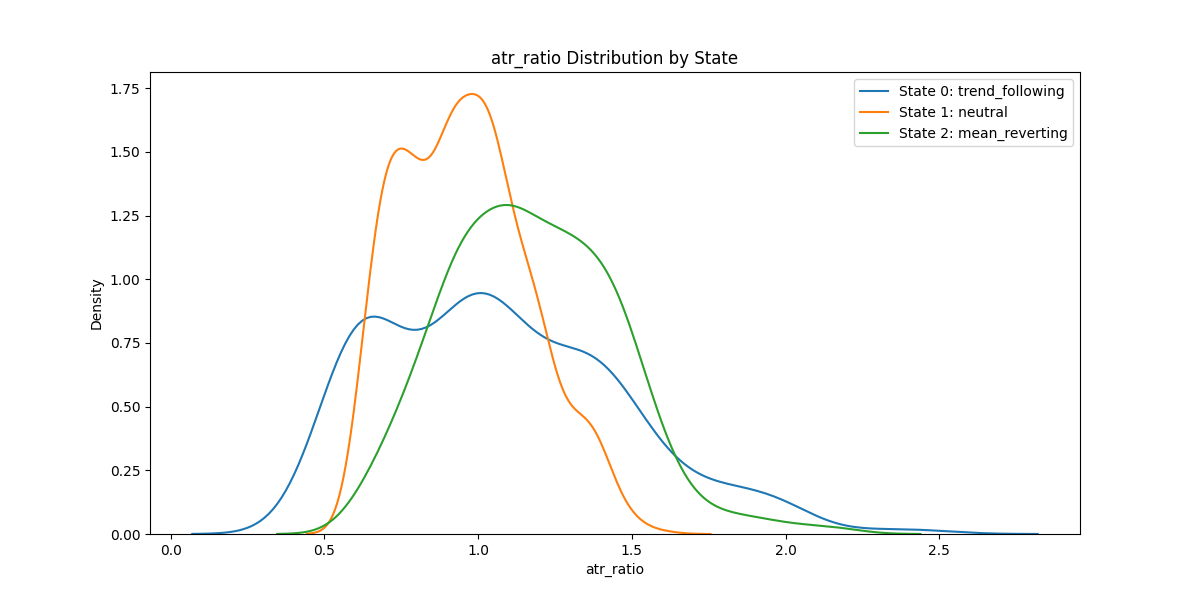 atr_ratio Distribution by State
State 0: trend_following
State 1: neutral
State 2: mean_reverting
Density
1.75
1.50
1.25
1.00
0.75
0.50
0.25
0.00
0.0 0.5 1.0 1.5 2.0 2.5
atr_ratio